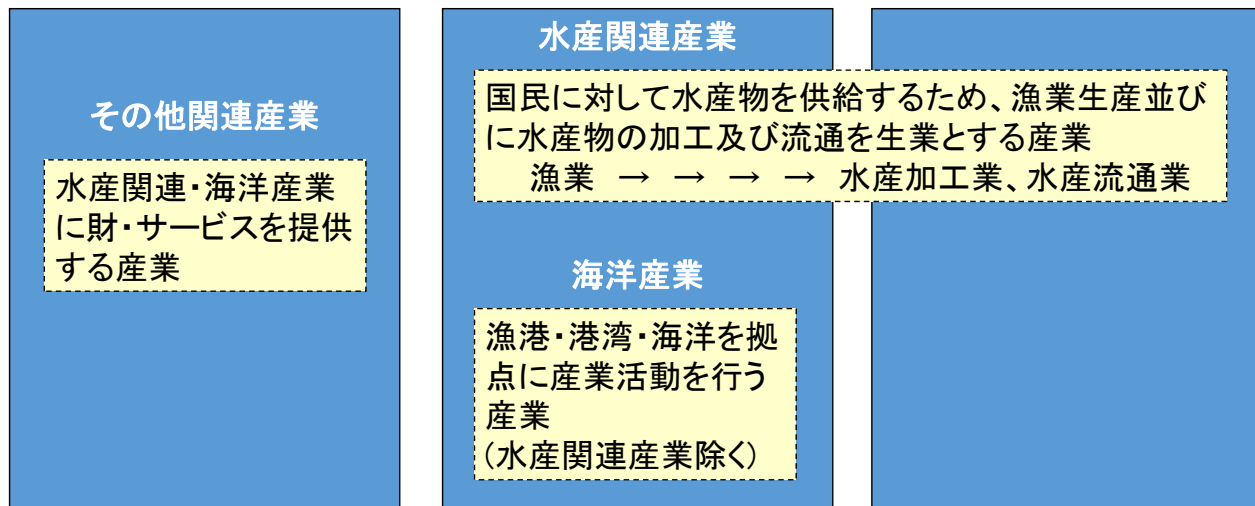 その他関連産業
水産関連・海洋産業
に財・サービスを提供
する産業
水産関連産業
国民に対して水産物を供給するため、漁業生産並び
に水産物の加工及び流通を生業とする産業
漁業 → → → → 水産加工業、水産流通業
海洋産業
漁港・港湾・海洋を拠
点に産業活動を行う
産業
(水産関連産業除く)